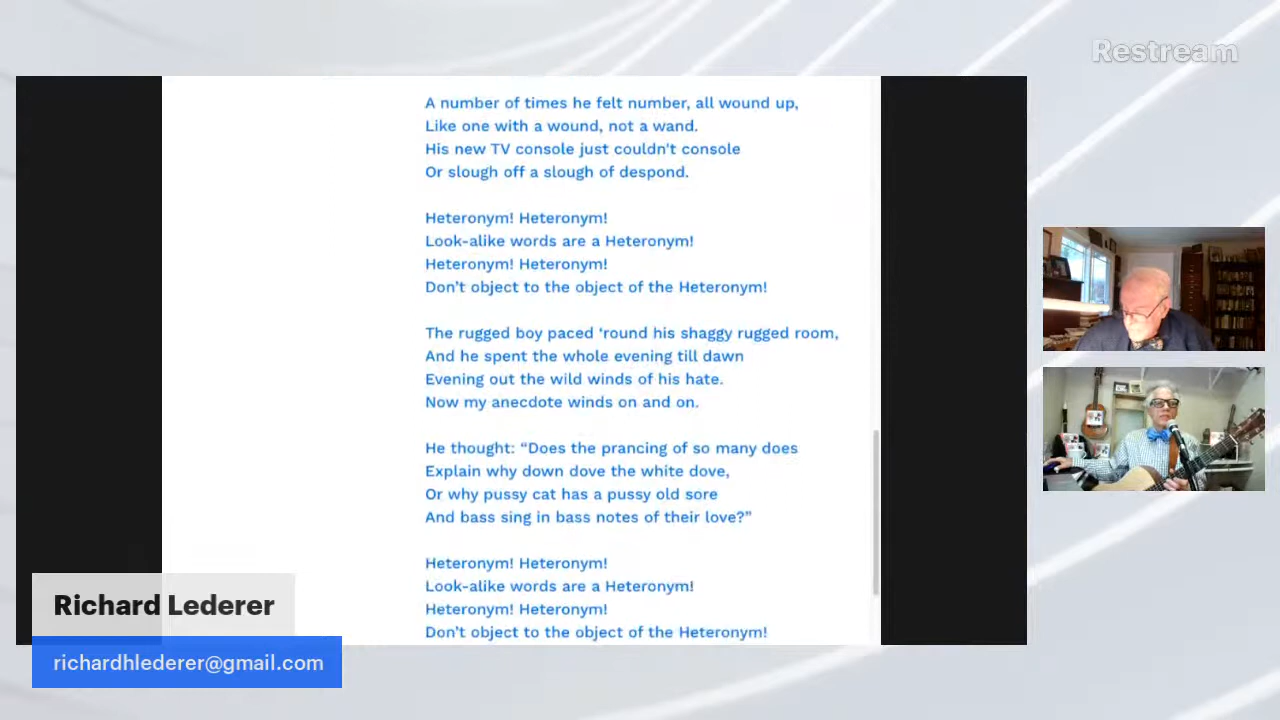 Restream
A number of times he felt number, all wound up,
Like one with a wound, not a wand.
His new TV console just couldn't console
Or slough off a slough of despond.
Heteronym! Heteronym!
Look-alike words are a Heteronym!
Heteronym! Heteronym!
Don’t object to the object of the Heteronym!
The rugged boy paced ‘round his shaggy rugged room,
And he spent the whole evening till dawn
Evening out the wild winds of his hate.
Now my anecdote winds on and on.
He thought: “Does the prancing of so many does
Explain why down dove the white dove,
Or why pussy cat has a pussy old sore
And bass sing in bass notes of their love?”
Heteronym! Heteronym!
Look-alike words are a Heteronym!
Heteronym! Heteronym!
Don’t object to the object of the Heteronym!
Richard Lederer
richardhlederer@gmail.com